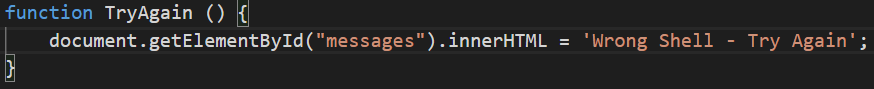 function TryAgain () {
    document.getElementById("messages").innerHTML = 'Wrong Shell - Try Again';
}